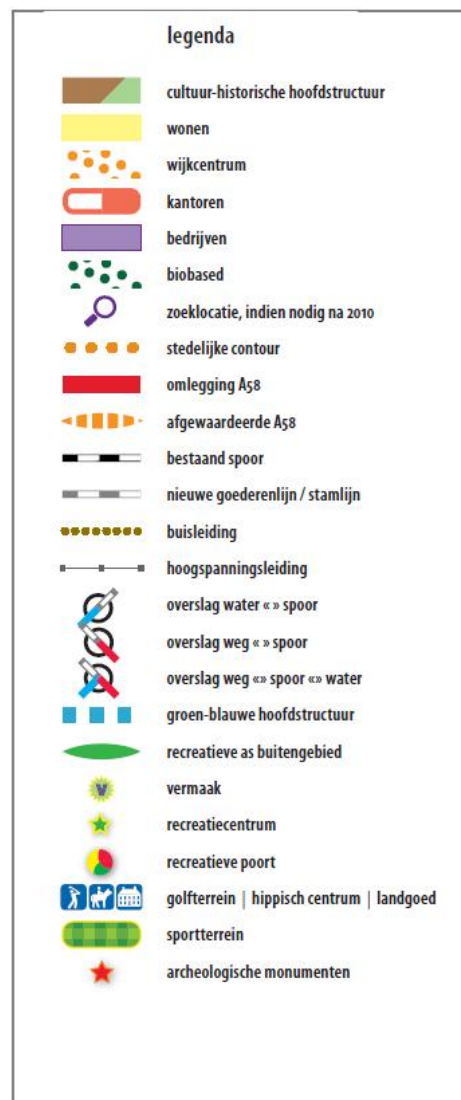 legenda
cultuur-historische hoofdstructuur
wonen
wijkcentrum
kantoren
bedrijven
biobased
zoeklocatie, indien nodig na 2010
stedelijke contour
omlegging A58
afgewaardeerde A58
bestaand spoor
nieuwe goederenlijn / stamlijn
buisleiding
hoogspanningsleiding
overslag water «» spoor
overslag weg «» spoor
overslag weg «» spoor «» water
groen-blauwe hoofdstructuur
recreatieve as buitengebied
V vermaak
recreatiecentrum
recreatieve poort
golfterrein | hippisch centrum | landgoed
sportterrein
archeologische monumenten